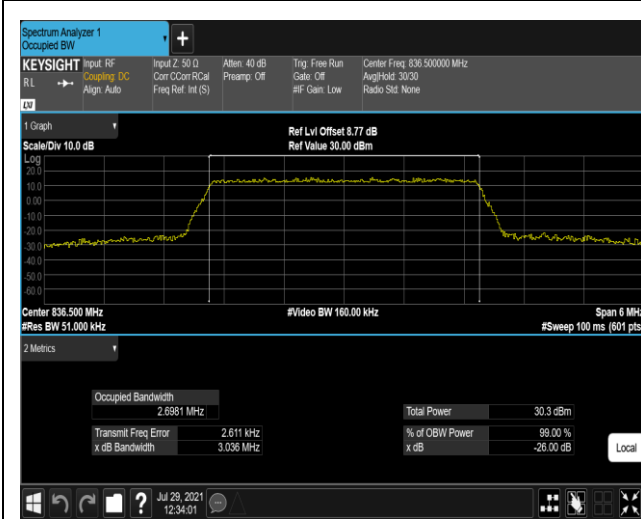 Spectrum Analyzer 1
Occupied BW
+
KEYSIGHT Input: RF Input Z: 50 Ω Atten: 40 dB Trig: Free Run Center Freq: 836.500000 MHz
RL Coupling: DC Corr CCorr RCal Preamp: Off Gate: Off Avg|Hold: 30/30
Align: Auto Freq Ref: Int (S) #IF Gain: Low Radio Std: None
LXI
1 Graph
Ref Lvl Offset 8.77 dB
Scale/Div 10.0 dB Ref Value 30.00 dBm
Log
20.0
10.0
0.00
-10.0
-20.0
-30.0
-40.0
-50.0
-60.0
Center 836.500 MHz #Video BW 160.00 kHz Span 6 MHz
#Res BW 51.000 kHz #Sweep 100 ms (601 pts
2 Metrics
Occupied Bandwidth
2.6981 MHz Total Power 30.3 dBm
Transmit Freq Error 2.611 kHz % of OBW Power 99.00 %
x dB Bandwidth 3.036 MHz x dB -26.00 dB
Local
? Jul 29, 2021
12:34:01